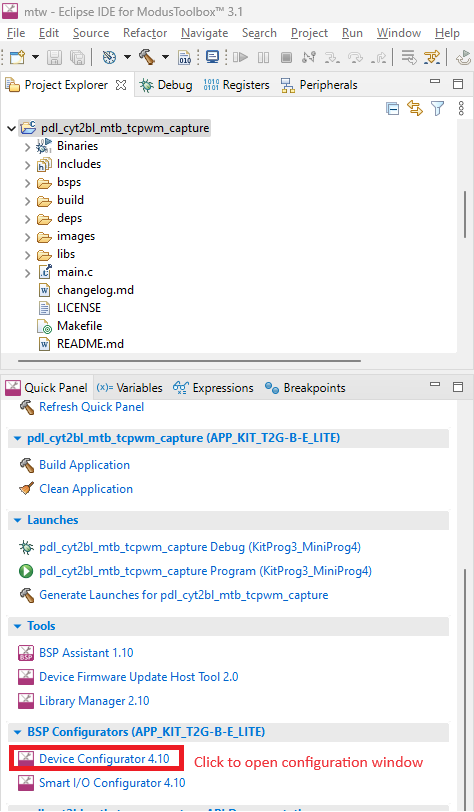 mtw - Eclipse IDE for ModusToolbox™ 3.1
File Edit Source Refactor Navigate Search Project Run Window Help
Project Explorer Debug Registers Peripherals
pdl_cyt2bl_mtb_tcpwm_capture
Binaries
Includes
bsps
build
deps
images
libs
main.c
changelog.md
LICENSE
Makefile
README.md
Quick Panel Variables Expressions Breakpoints
Refresh Quick Panel
pdl_cyt2bl_mtb_tcpwm_capture (APP_KIT_T2G-B-E_LITE)
Build Application
Clean Application
Launches
pdl_cyt2bl_mtb_tcpwm_capture Debug (KitProg3_MiniProg4)
pdl_cyt2bl_mtb_tcpwm_capture Program (KitProg3_MiniProg4)
Generate Launches for pdl_cyt2bl_mtb_tcpwm_capture
Tools
BSP Assistant 1.10
Device Firmware Update Host Tool 2.0
Library Manager 2.10
BSP Configurators (APP_KIT_T2G-B-E_LITE)
Device Configurator 4.10 Click to open configuration window
Smart I/O Configurator 4.10